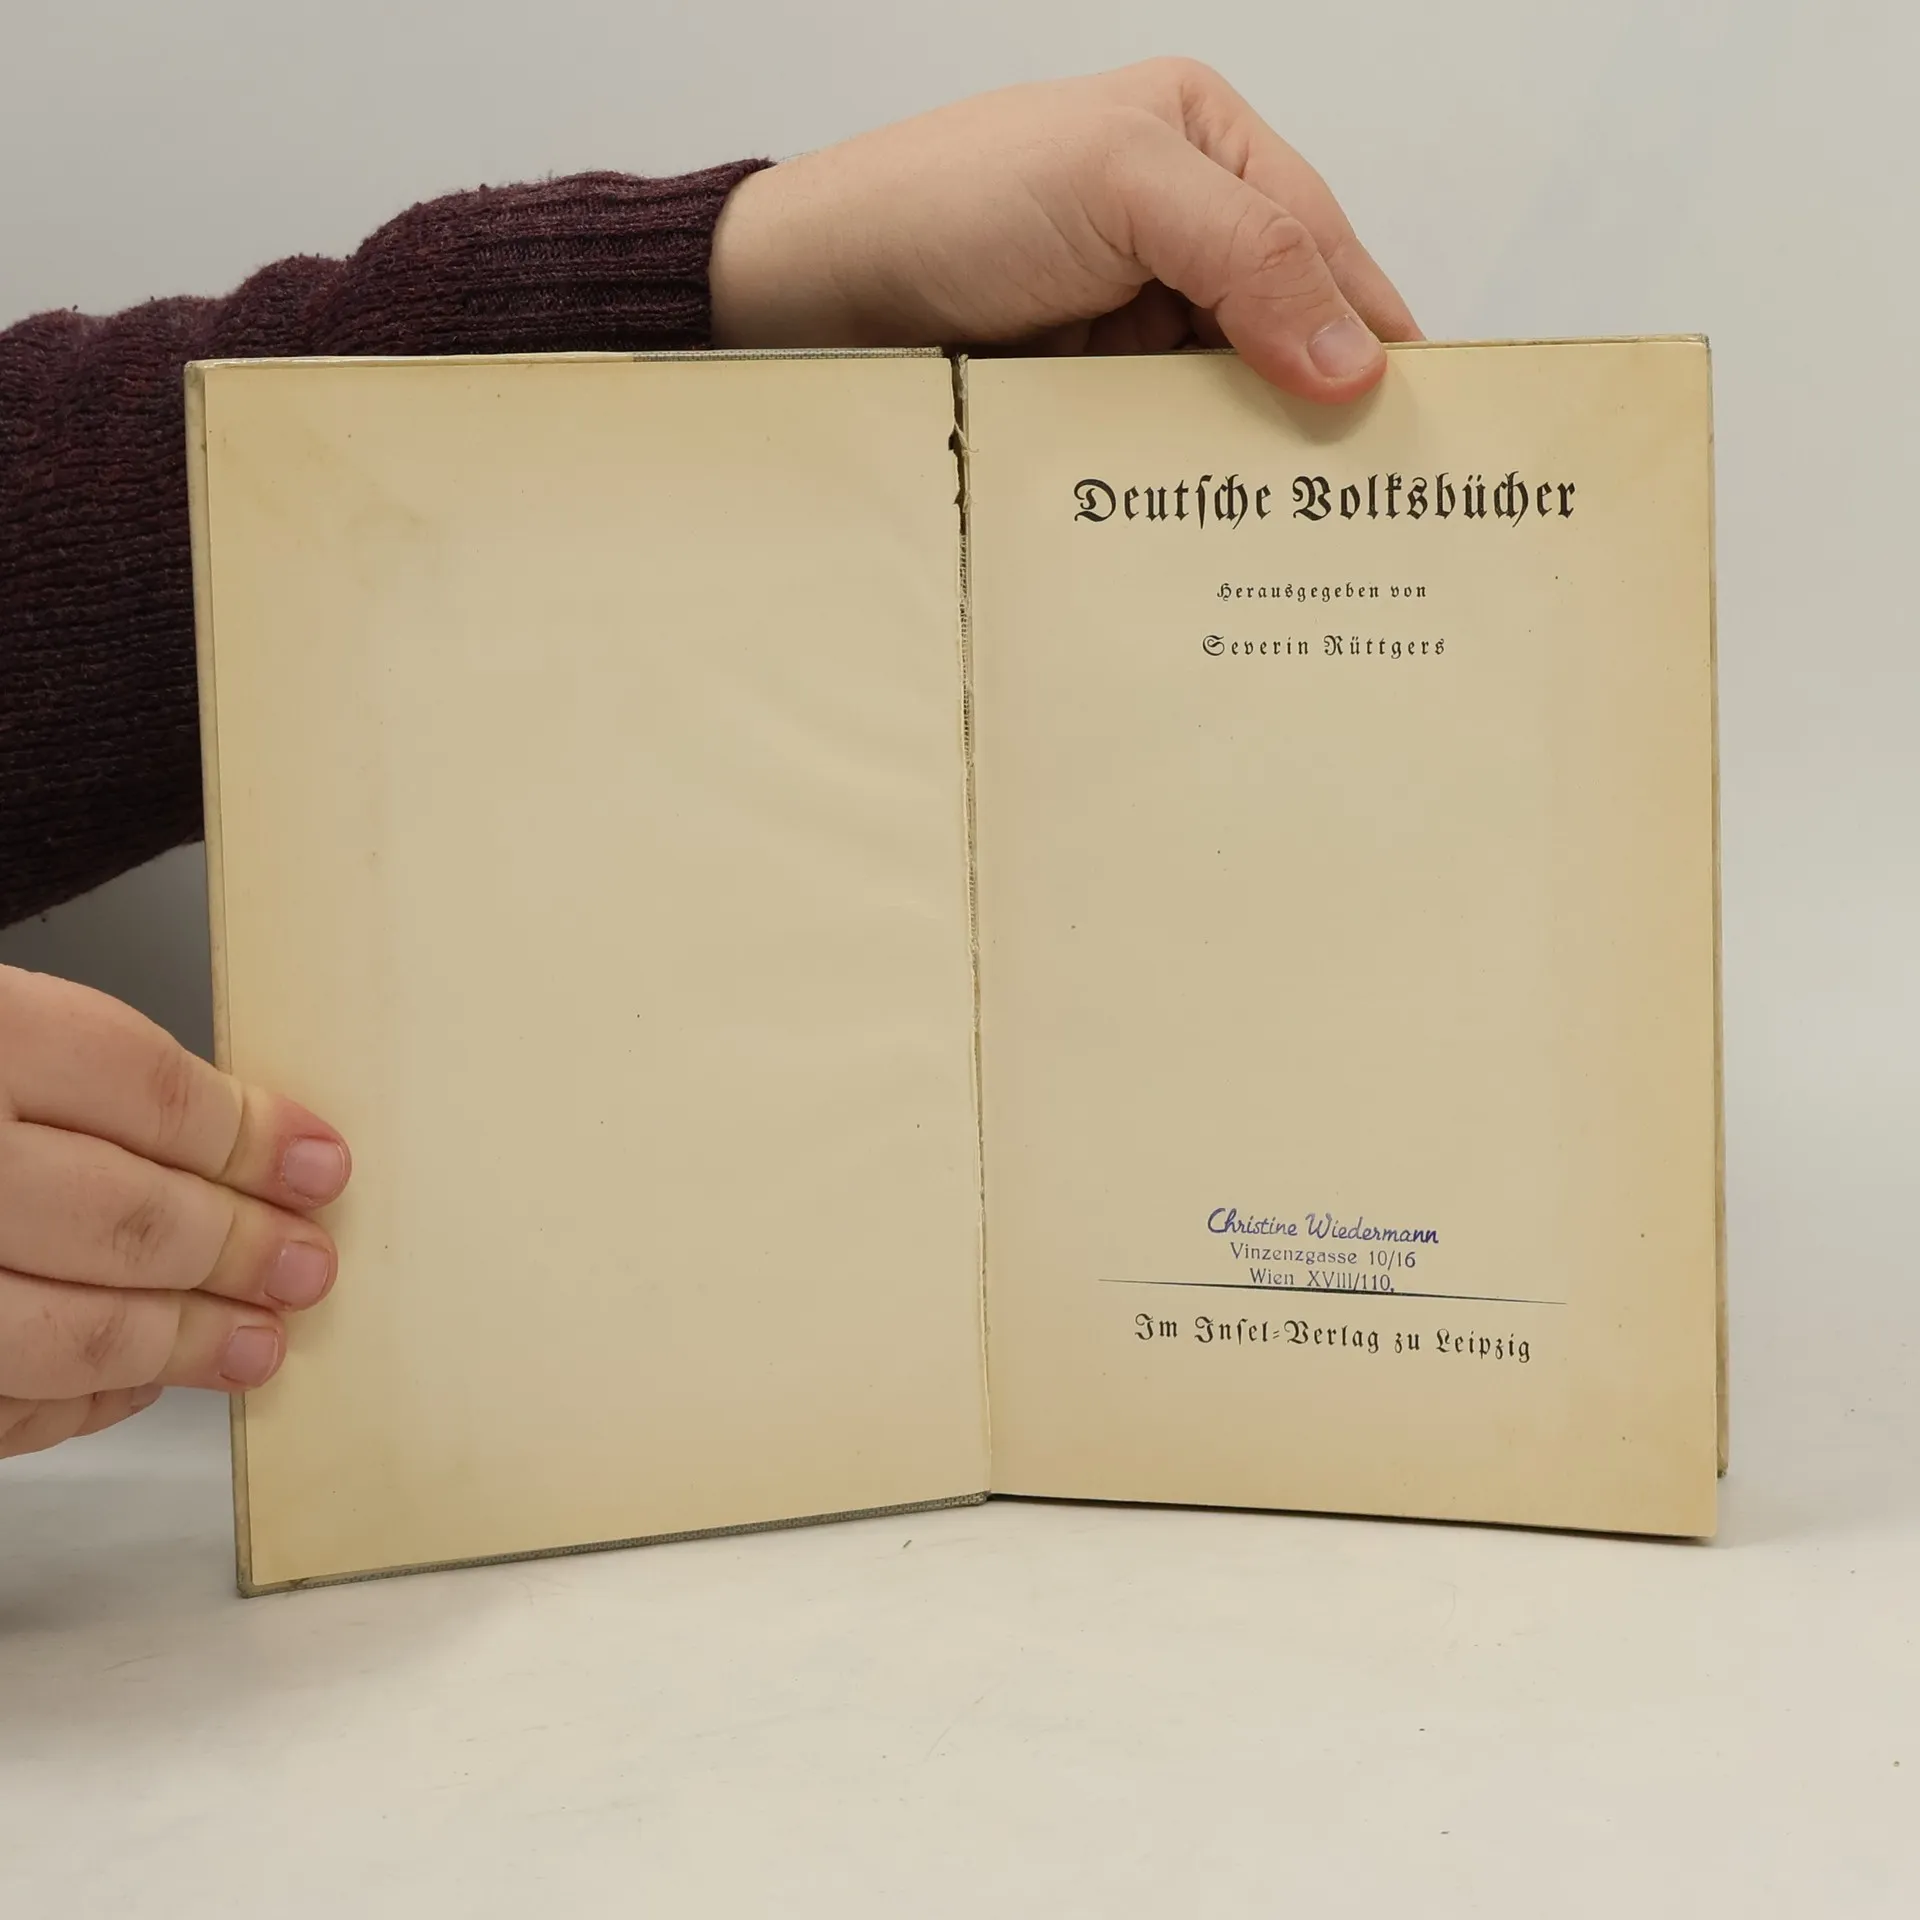 Deutſche Volksbücher
Herausgegeben von
Severin Rüttgers
Christine Wiedermann
Vinzenzgasse 10/16
Wien XVIII/110.
Im Inſel-Verlag zu Leipzig